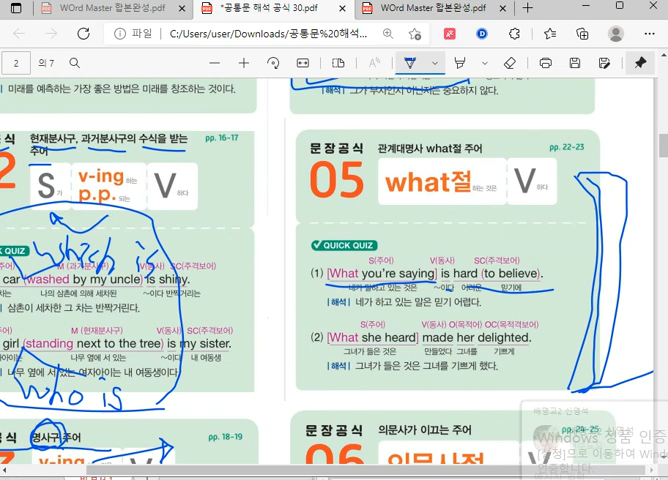 WOrd Master 합본완성.pdf
*공통문 해석 공식 30.pdf
WOrd Master 합본완성.pdf
파일
C:/Users/user/Downloads/공통문%20해석...
2
의 7
미래를 예측하는 가장 좋은 방법은 미래를 창조하는 것이다.
해석
현재분사구, 과거분사구의 수식을 받는
주어
pp. 16-17
S가
v-ing 하는
p.p. 되는
V 하다
which is
QUICK QUIZ
M (과거분사구)
V(동사)
SC(주격보어)
car (washed by my uncle) is shiny.
나의 삼촌에 의해 세차된
~이다 반짝거리는
삼촌이 세차한 그 차는 반짝거린다.
M (현재분사구)
V(동사)
SC(주격보어)
girl (standing next to the tree) is my sister.
나무 옆에 서 있는
~이다
내 여동생
나무 옆에 서 있는 여자아이는 내 여동생이다.
who is
명사구 주어
pp. 18-19
v-ing
V
문장공식
05
관계대명사 what절 주어
pp. 22-23
what절 하는 것은
V 하다
QUICK QUIZ
S(주어)
V(동사)
SC(주격보어)
(1) [What you're saying] is hard (to believe).
네가 말하고 있는 것은
~이다
어려운
믿기에
해석
네가 하고 있는 말은 믿기 어렵다.
S(주어)
V(동사) O(목적어) OC(목적격보어)
(2) [What she heard] made her delighted.
그녀가 들은 것은
만들었다
그녀를
기쁘게
해석
그녀가 들은 것은 그녀를 기쁘게 했다.
문장공식
06
의문사가 이끄는 주어
pp. 24-25
의문사절
V
Windows 정품 인증